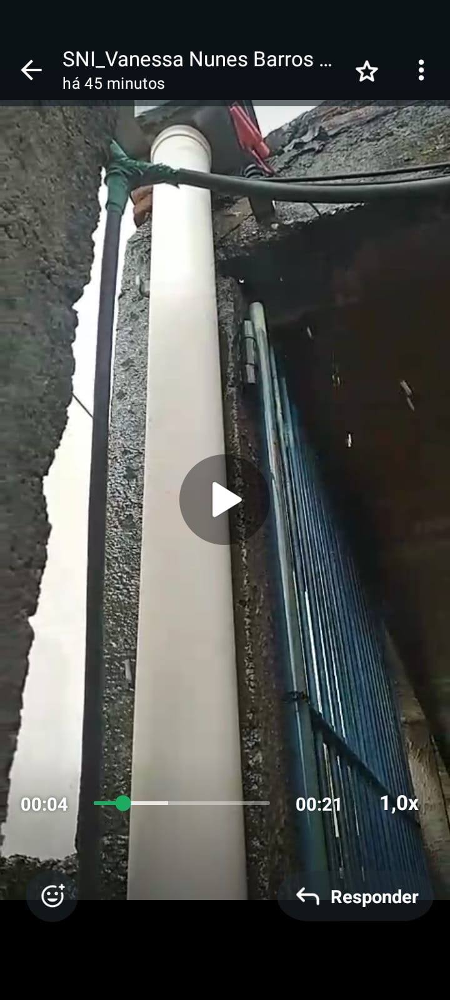 SNI_Vanessa Nunes Barros ...
há 45 minutos
00:04
00:21
1,0x
Responder